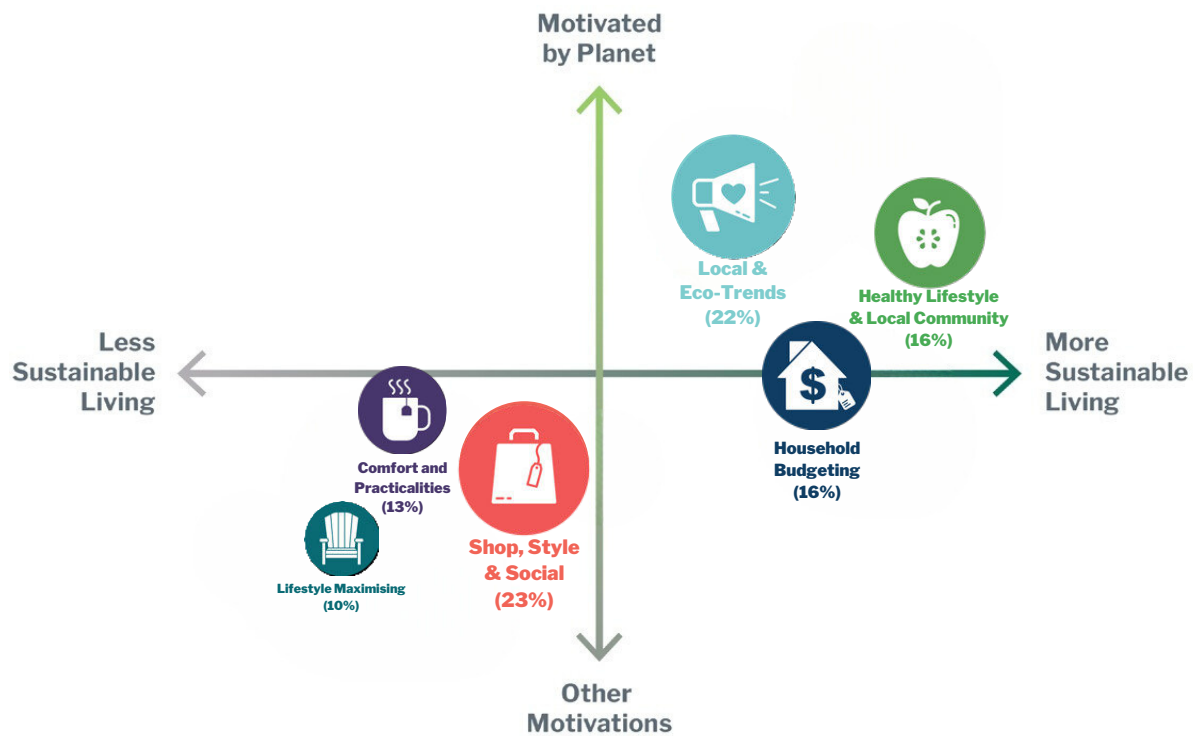 Motivated
by Planet
Local &
Eco-Trends
(22%)
Healthy Lifestyle
& Local Community
(16%)
Less
Sustainable
Living
More
Sustainable
Living
$
Household
Budgeting
(16%)
Comfort and
Practicalities
(13%)
Shop, Style
& Social
(23%)
Lifestyle Maximising
(10%)
Other
Motivations